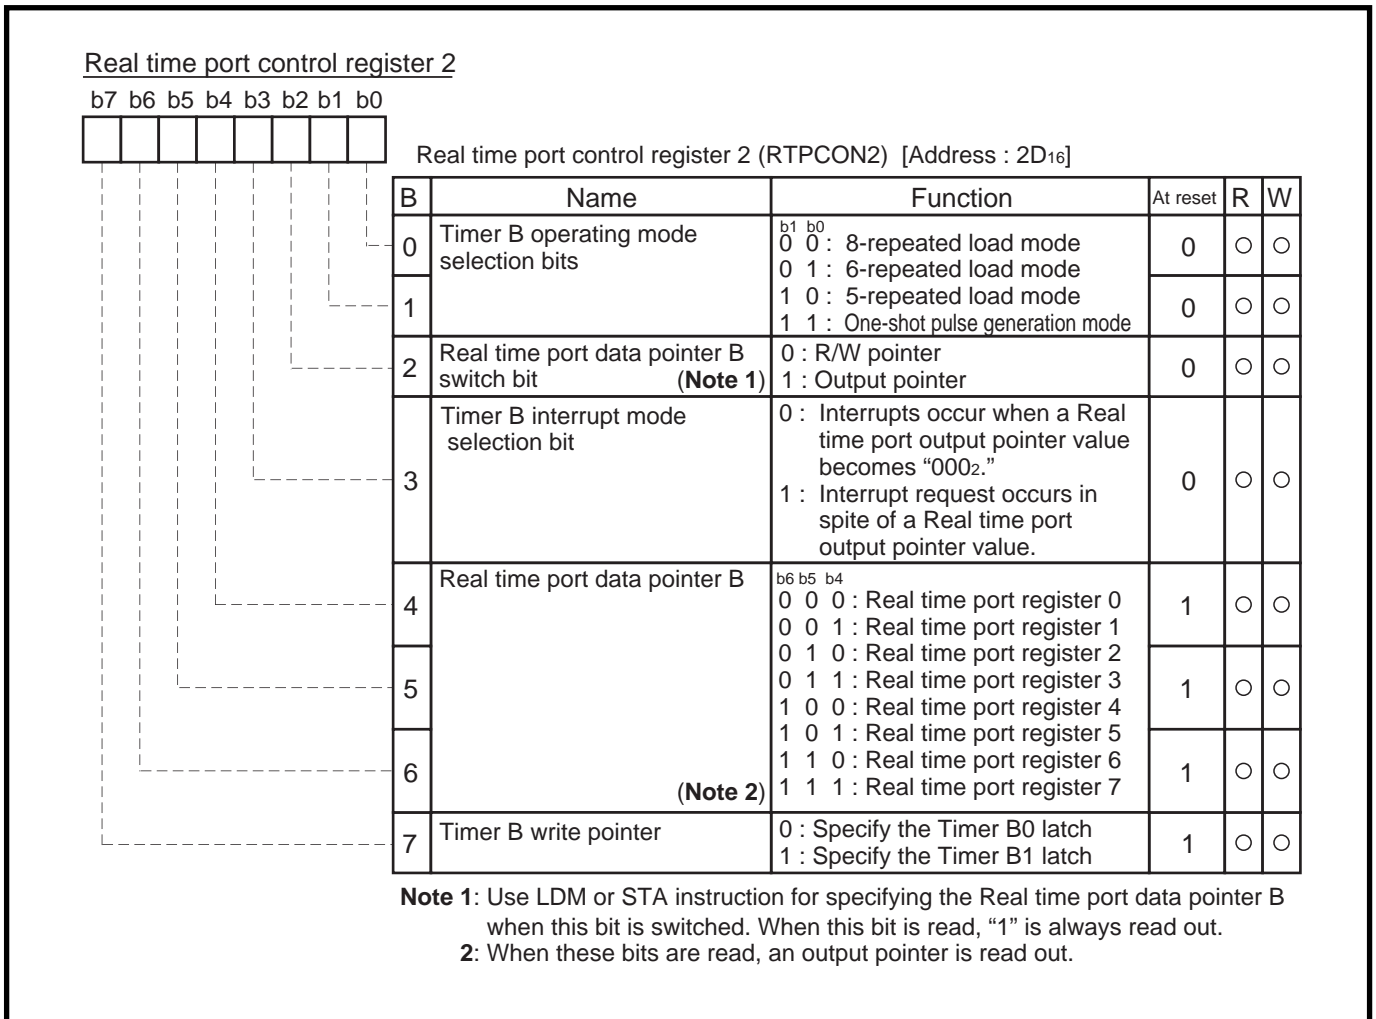 Real time port control register 2
b7 b6 b5 b4 b3 b2 b1 b0
Real time port control register 2 (RTPCON2) [Address : 2D16]
B Name Function At reset R W
0 Timer B operating mode selection bits
b1 b0
0 0 : 8-repeated load mode
0 1 : 6-repeated load mode
1 0 : 5-repeated load mode
1 1 : One-shot pulse generation mode
0 ○ ○
1 0 ○ ○
2 Real time port data pointer B
switch bit (Note 1)
0 : R/W pointer
1 : Output pointer
0 ○ ○
3 Timer B interrupt mode
selection bit
0 : Interrupts occur when a Real
time port output pointer value
becomes “0002.”
1 : Interrupt request occurs in
spite of a Real time port
output pointer value.
0 ○ ○
Real time port data pointer B
(Note 2)
b6 b5 b4
0 0 0 : Real time port register 0
0 0 1 : Real time port register 1
0 1 0 : Real time port register 2
0 1 1 : Real time port register 3
1 0 0 : Real time port register 4
1 0 1 : Real time port register 5
1 1 0 : Real time port register 6
1 1 1 : Real time port register 7
4 1 ○ ○
5 1 ○ ○
6 1 ○ ○
7 Timer B write pointer
0 : Specify the Timer B0 latch
1 : Specify the Timer B1 latch
1 ○ ○
Note 1: Use LDM or STA instruction for specifying the Real time port data pointer B
when this bit is switched. When this bit is read, “1” is always read out.
2: When these bits are read, an output pointer is read out.